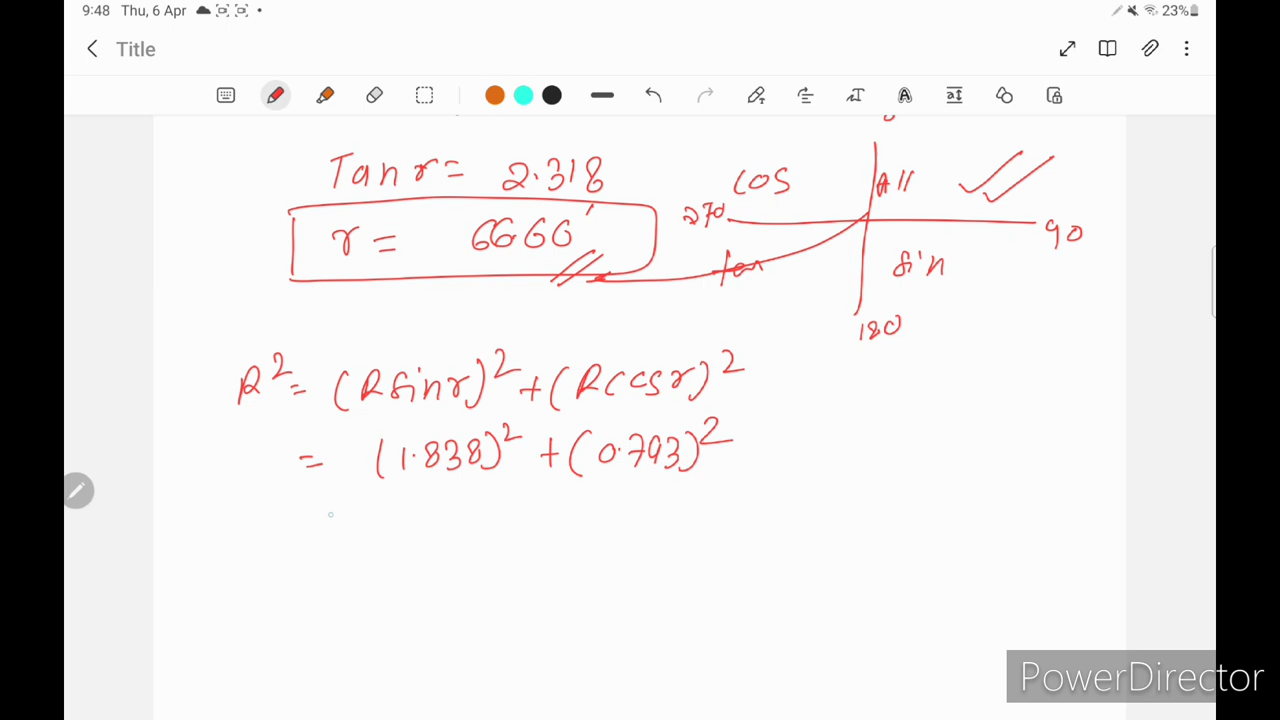 9:48 Thu, 6 Apr 23%
Title
Tan r = 2.318
r = 66.66'
cos All
270 90
tan sin
180
R² = (R sin r)² + (R cos r)²
= (1.838)² + (0.793)²
PowerDirector